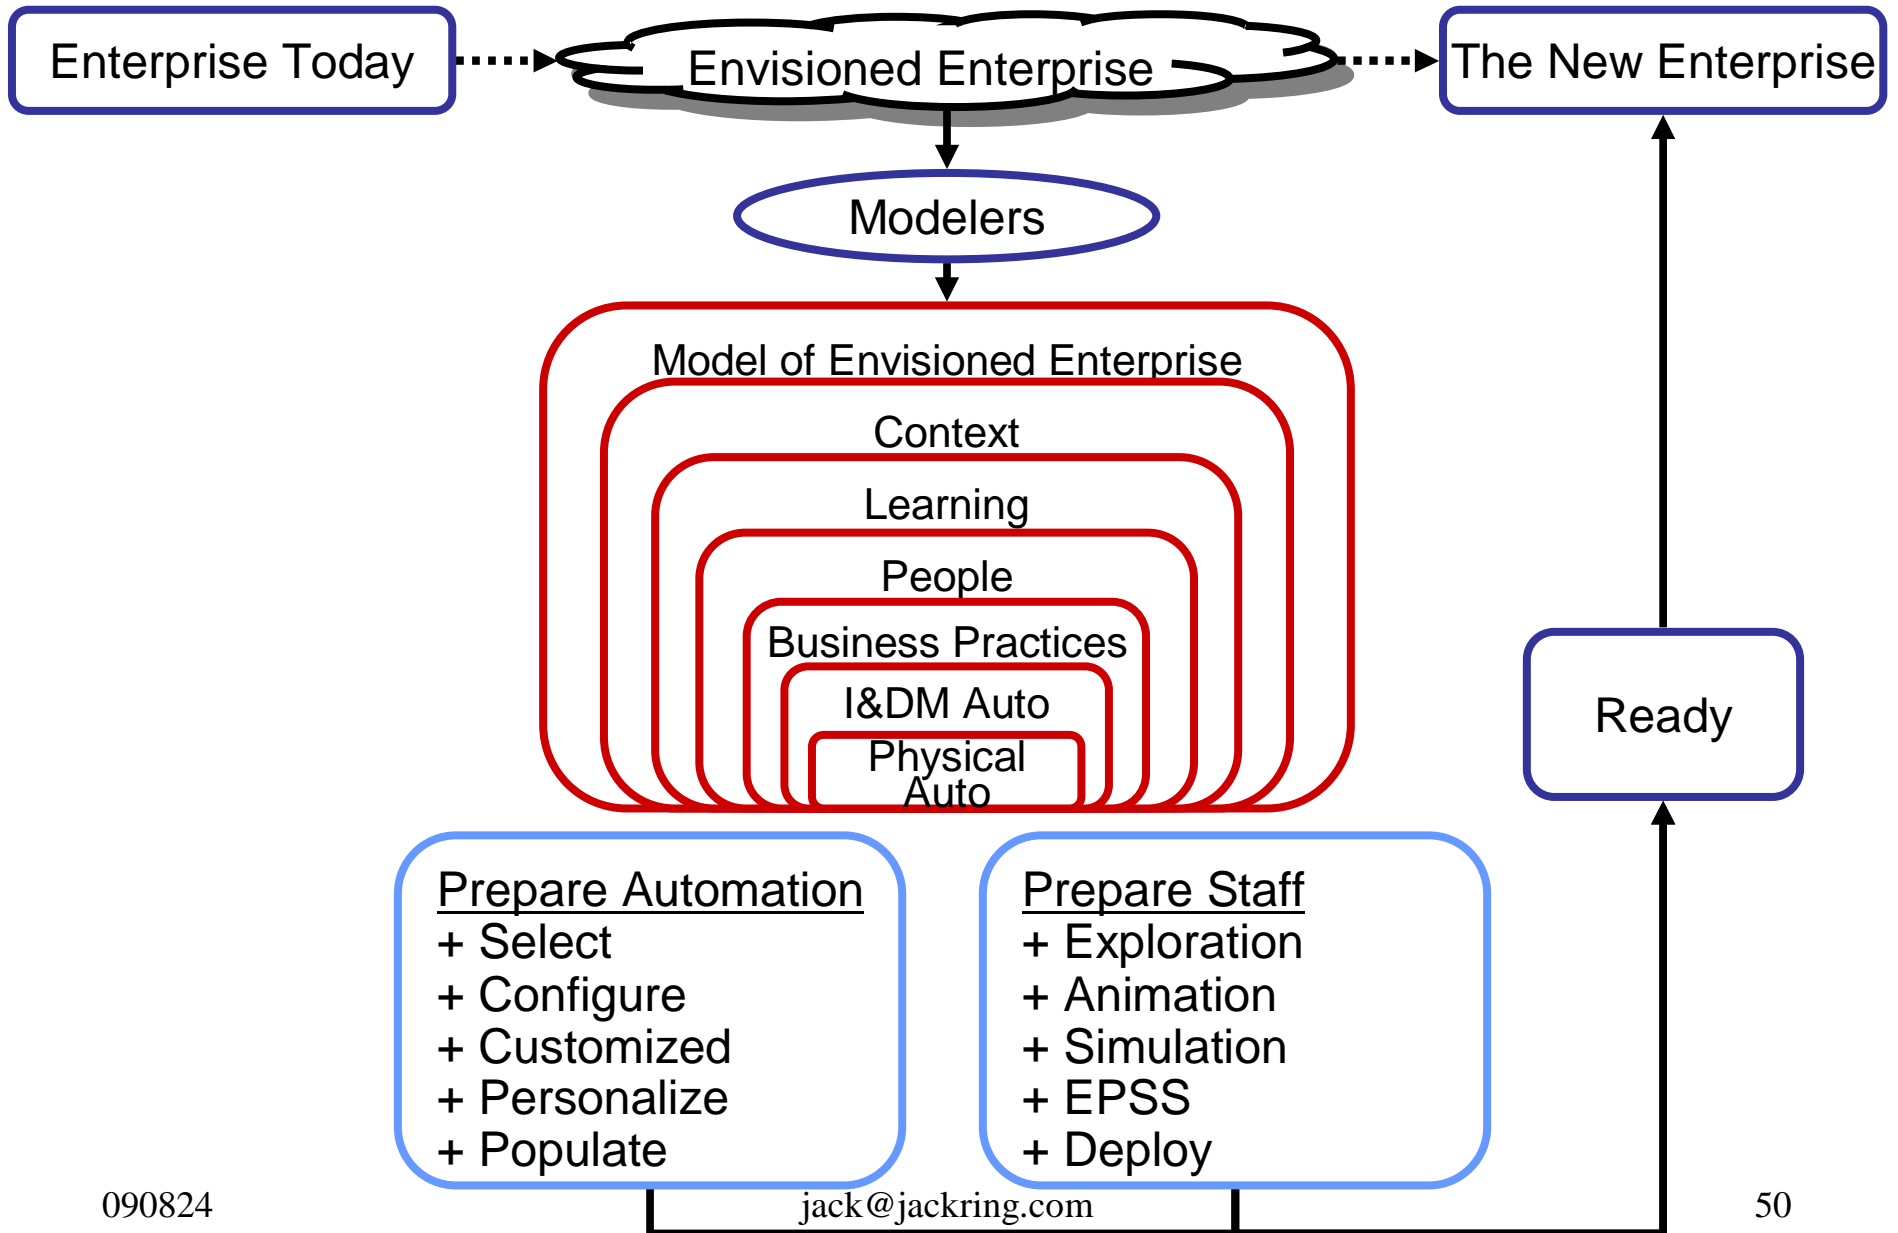 Enterprise Today
Envisioned Enterprise
The New Enterprise
Modelers
Model of Envisioned Enterprise
Context
Learning
People
Business Practices
I&DM Auto
Physical
Auto
Ready
Prepare Automation
+ Select
+ Configure
+ Customized
+ Personalize
+ Populate
Prepare Staff
+ Exploration
+ Animation
+ Simulation
+ EPSS
+ Deploy
090824
jack@jackring.com
50